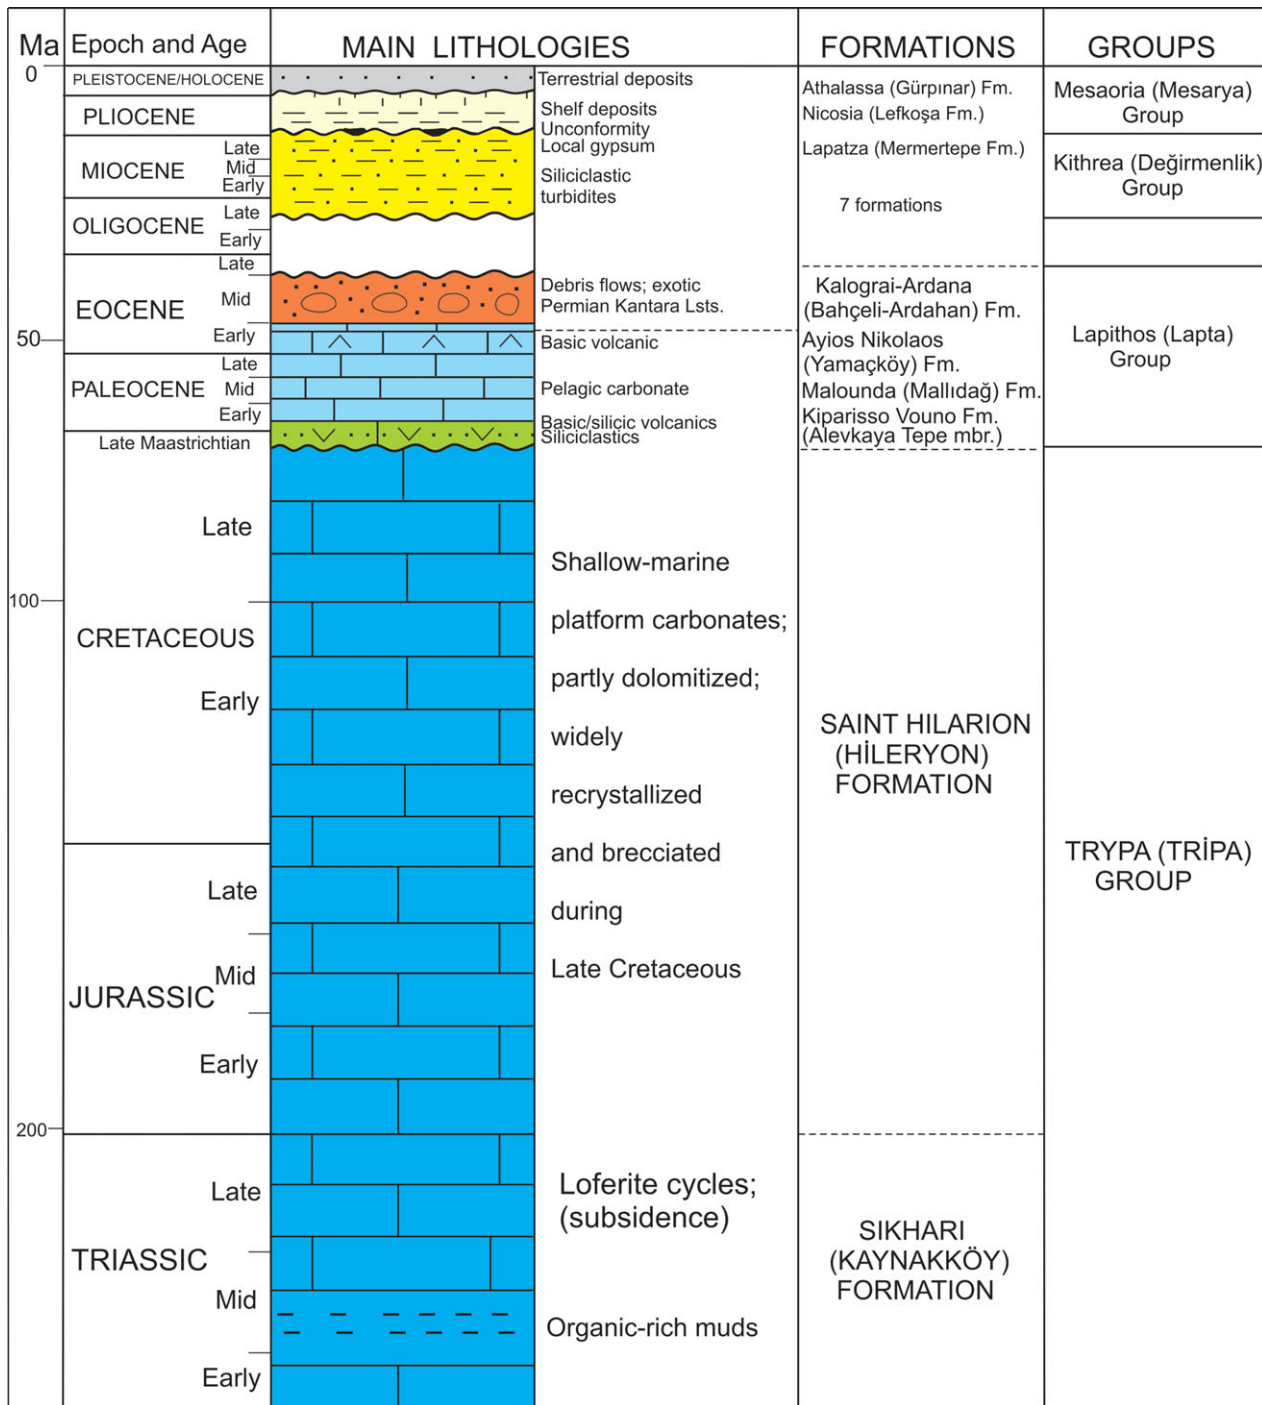 Ma
Epoch and Age
MAIN LITHOLOGIES
FORMATIONS
GROUPS
0
PLEISTOCENE/HOLOCENE
Terrestrial deposits
Athalassa (Gürpınar) Fm.
Mesaoria (Mesarya)
Group
PLIOCENE
Shelf deposits
Nicosia (Lefkoşa Fm.)
Unconformity
MIOCENE
Late
Mid
Early
Local gypsum
Lapatza (Mermertepe Fm.)
Kithrea (Değirmenlik)
Group
Siliciclastic
turbidites
7 formations
OLIGOCENE
Late
Early
EOCENE
Late
Mid
Early
Debris flows; exotic
Permian Kantara Lsts.
Kalograi-Ardana
(Bahçeli-Ardahan) Fm.
50
Basic volcanic
Ayios Nikolaos
(Yamaçköy) Fm.
Lapithos (Lapta)
Group
PALEOCENE
Late
Mid
Early
Pelagic carbonate
Malounda (Mallıdağ) Fm.
Basic/silicic volcanics
Siliciclastics
Kiparisso Vouno Fm.
(Alevkaya Tepe mbr.)
Late Maastrichtian
Late
100
CRETACEOUS
Early
Shallow-marine
platform carbonates;
partly dolomitized;
widely
recrystallized
and brecciated
during
Late Cretaceous
SAINT HILARION
(HİLERYON)
FORMATION
TRYPA (TRİPA)
GROUP
Late
Mid
JURASSIC
Early
200
Late
TRIASSIC
Mid
Early
Loferite cycles;
(subsidence)
Organic-rich muds
SIKHARI
(KAYNAKKÖY)
FORMATION